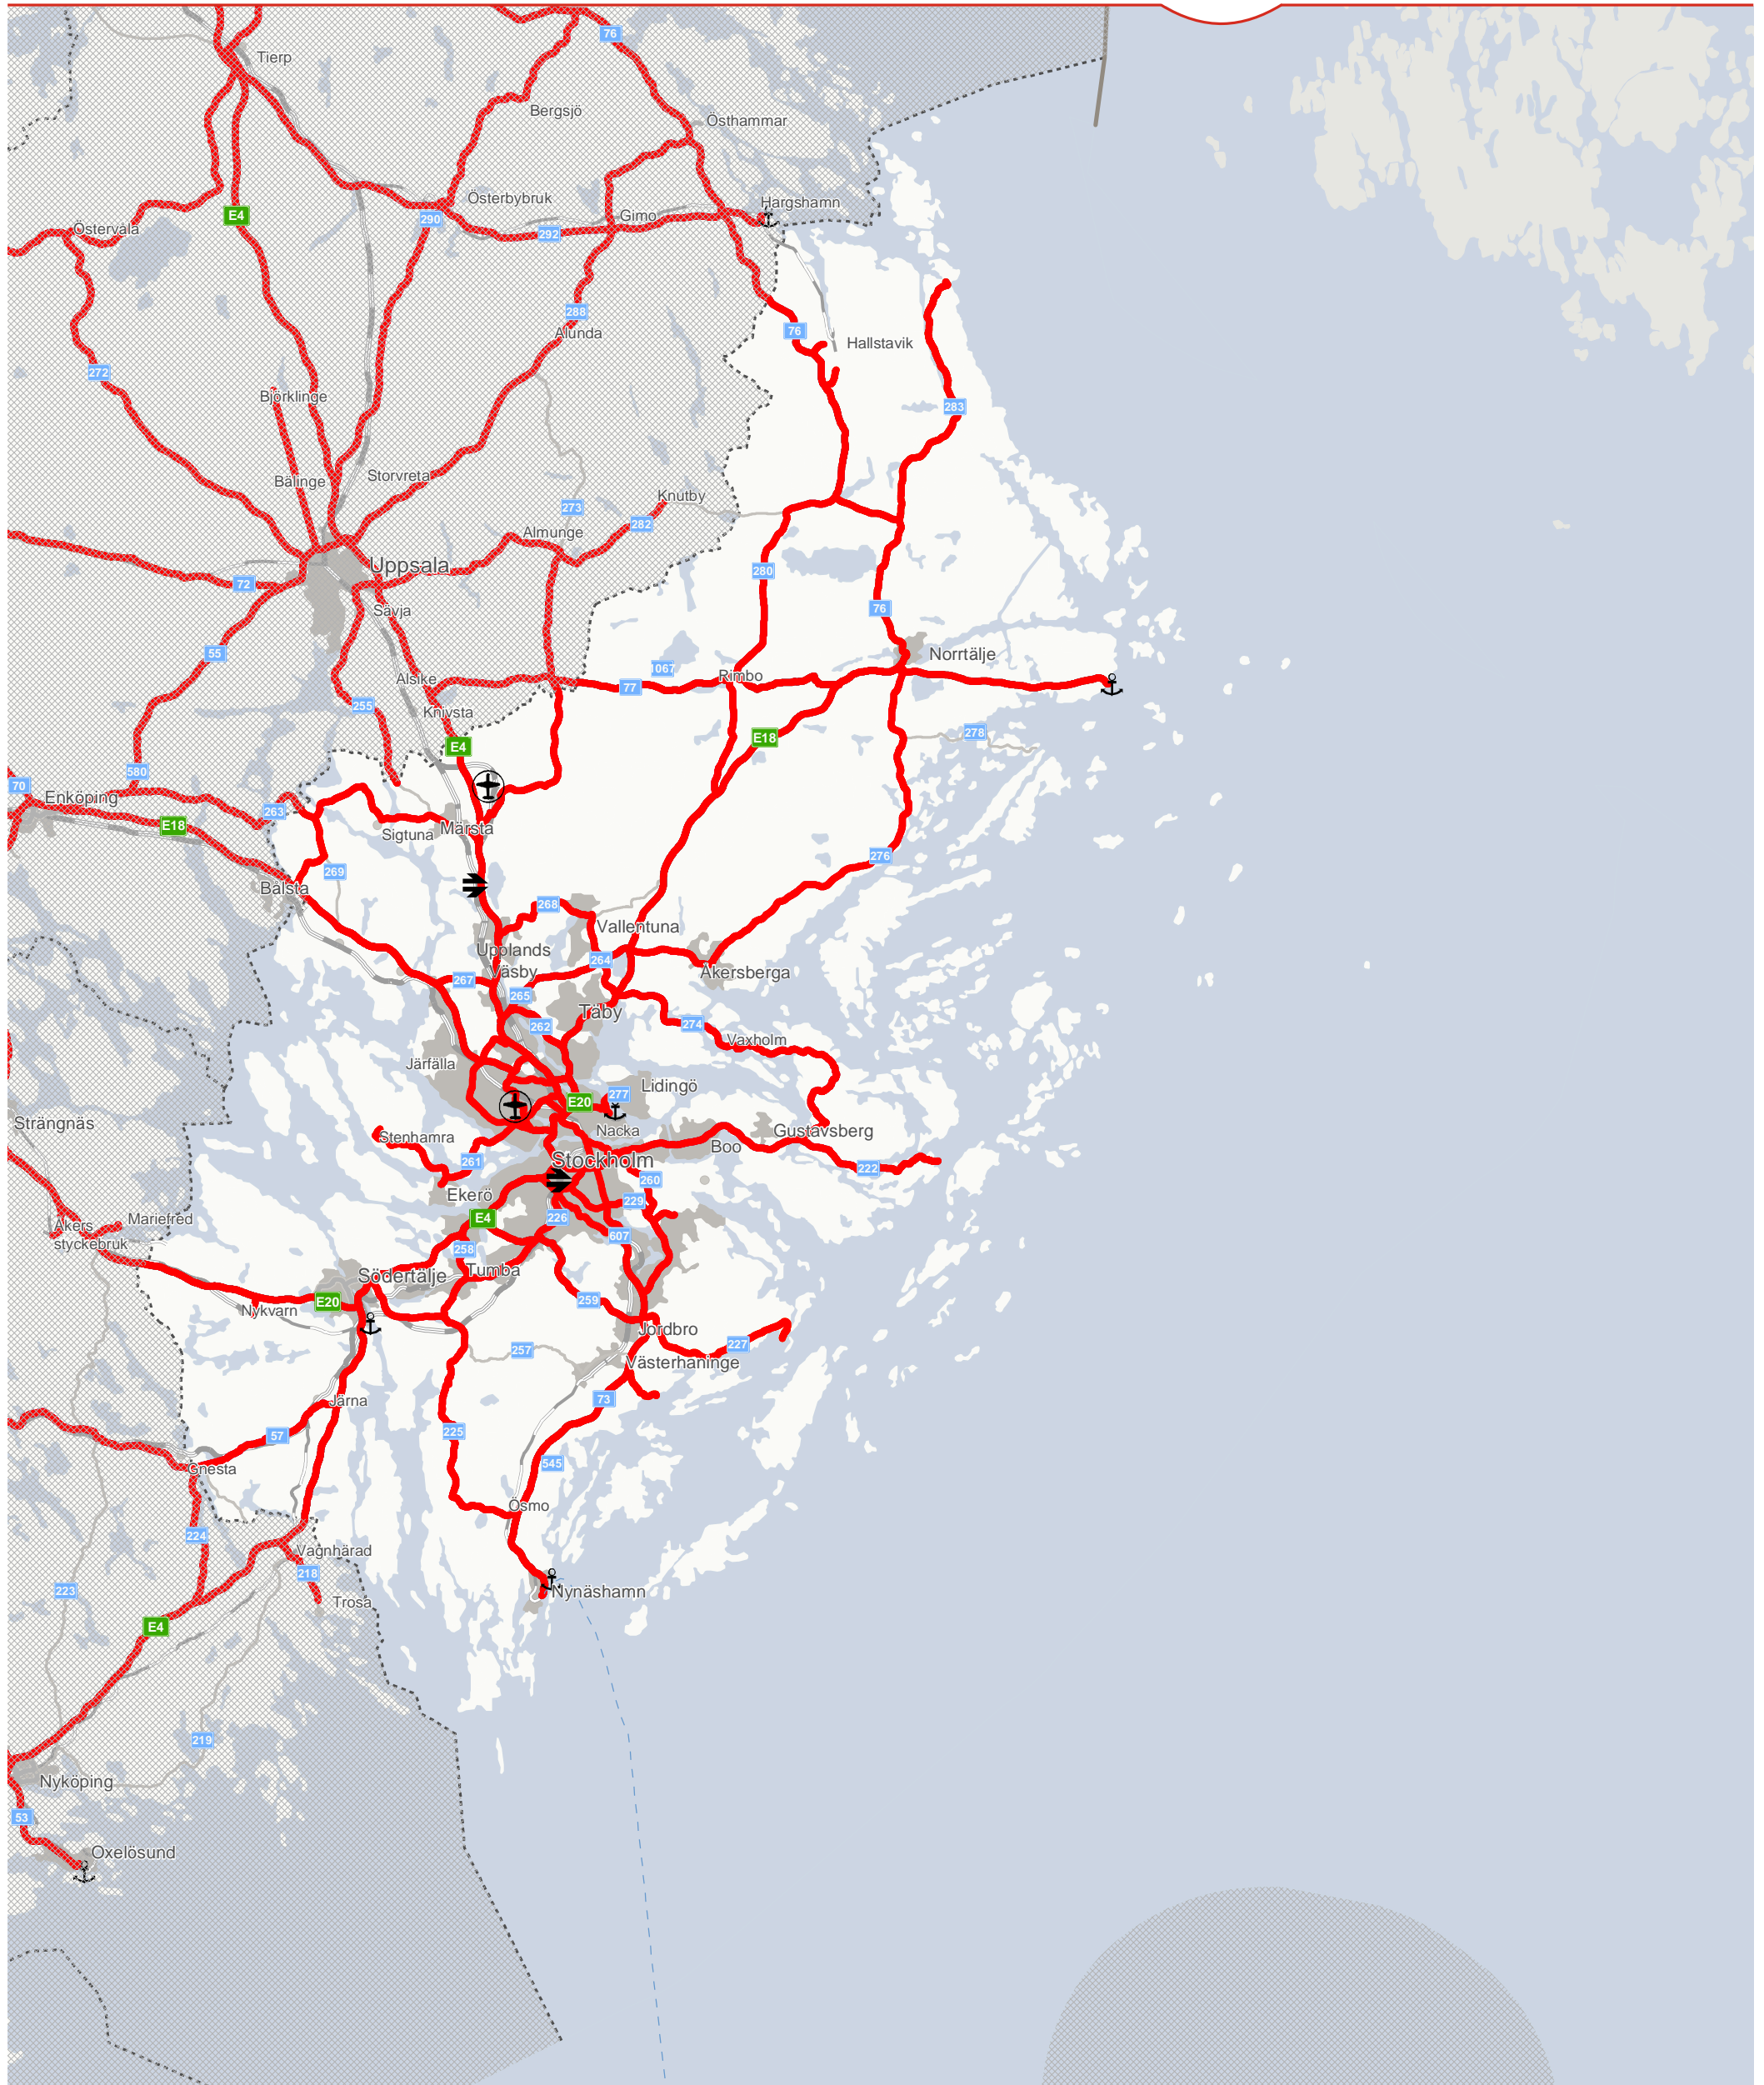 76
Tierp
Bergsjö
Östhammar
Österbybruk
Hargshamn
E4
290
Gimo
Östervåla
292
288
76
Alunda
Hallstavik
272
Björklinge
283
Storvreta
Bälinge
Knutby
273
282
Almunge
Uppsala
280
72
76
Sävja
55
Norrtälje
1067
Rimbo
Alsike
77
255
Knivsta
278
E18
E4
580
70
Enköping
263
E18
Sigtuna
Märsta
276
269
Bålsta
268
Vallentuna
Upplands
Väsby
264
Åkersberga
267
265
Täby
262
274
Vaxholm
Järfälla
Lidingö
277
E20
Strängnäs
Nacka
Gustavsberg
Stenhamra
Boo
Stockholm
261
222
260
Ekerö
229
E4
226
Mariefred
Åkers
styckebruk
607
258
Tumba
Södertälje
E20
259
Nykvarn
Jordbro
227
257
Västerhaninge
73
Järna
225
57
545
Gnesta
Ösmo
224
Vagnhärad
218
223
Nynäshamn
Trosa
E4
219
Nyköping
53
Oxelösund